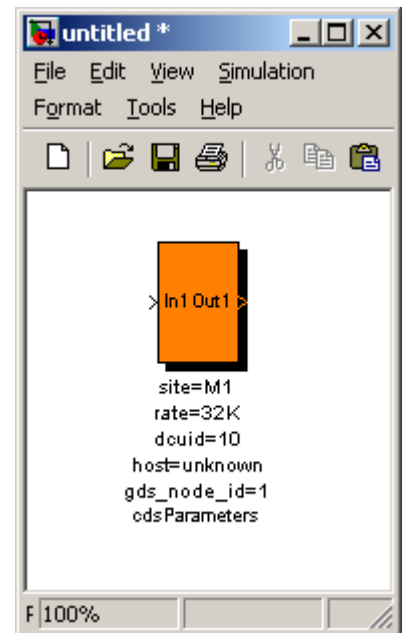 untitled *
File Edit View Simulation
Format Tools Help
In1 Out1
site=M1
rate=32K
dcuid=10
host=unknown
gds_node_id=1
cdsParameters
F 100%